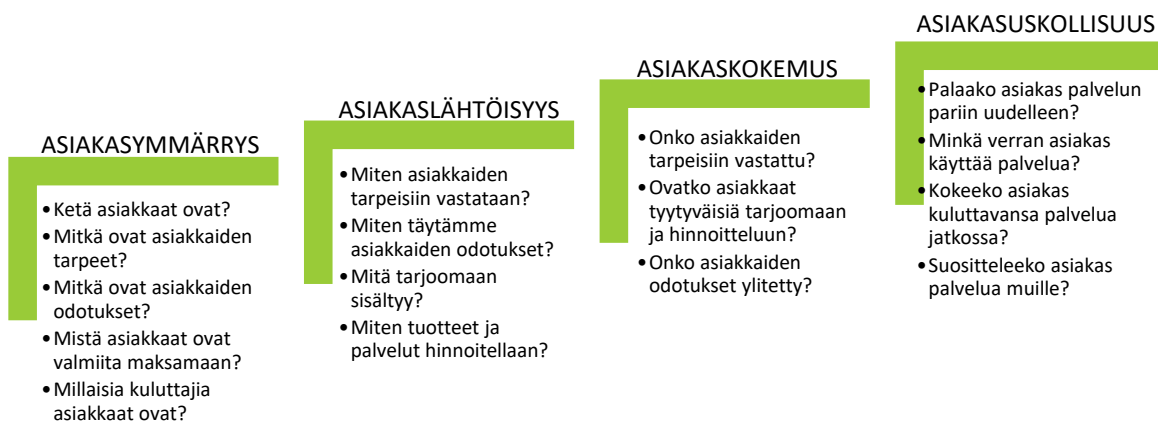 ASIAKASYMMÄRRYS
•Ketä asiakkaat ovat?
•Mitkä ovat asiakkaiden
tarpeet?
•Mitkä ovat asiakkaiden
odotukset?
•Mistä asiakkaat ovat
valmiita maksamaan?
•Millaisia kuluttajia
asiakkaat ovat?
ASIAKASLÄHTÖISYYS
•Miten asiakkaiden
tarpeisiin vastataan?
•Miten täytämme
asiakkaiden odotukset?
•Mitä tarjoomaan
sisältyy?
•Miten tuotteet ja
palvelut hinnoitellaan?
ASIAKASKOKEMUS
•Onko asiakkaiden
tarpeisiin vastattu?
•Ovatko asiakkaat
tyytyväisiä tarjoomaan
ja hinnoitteluun?
•Onko asiakkaiden
odotukset ylitetty?
ASIAKASUSKOLLISUUS
•Palaako asiakas palvelun
pariin uudelleen?
•Minkä verran asiakas
käyttää palvelua?
•Kokeeko asiakas
kuluttavansa palvelua
jatkossa?
•Suositteleeko asiakas
palvelua muille?